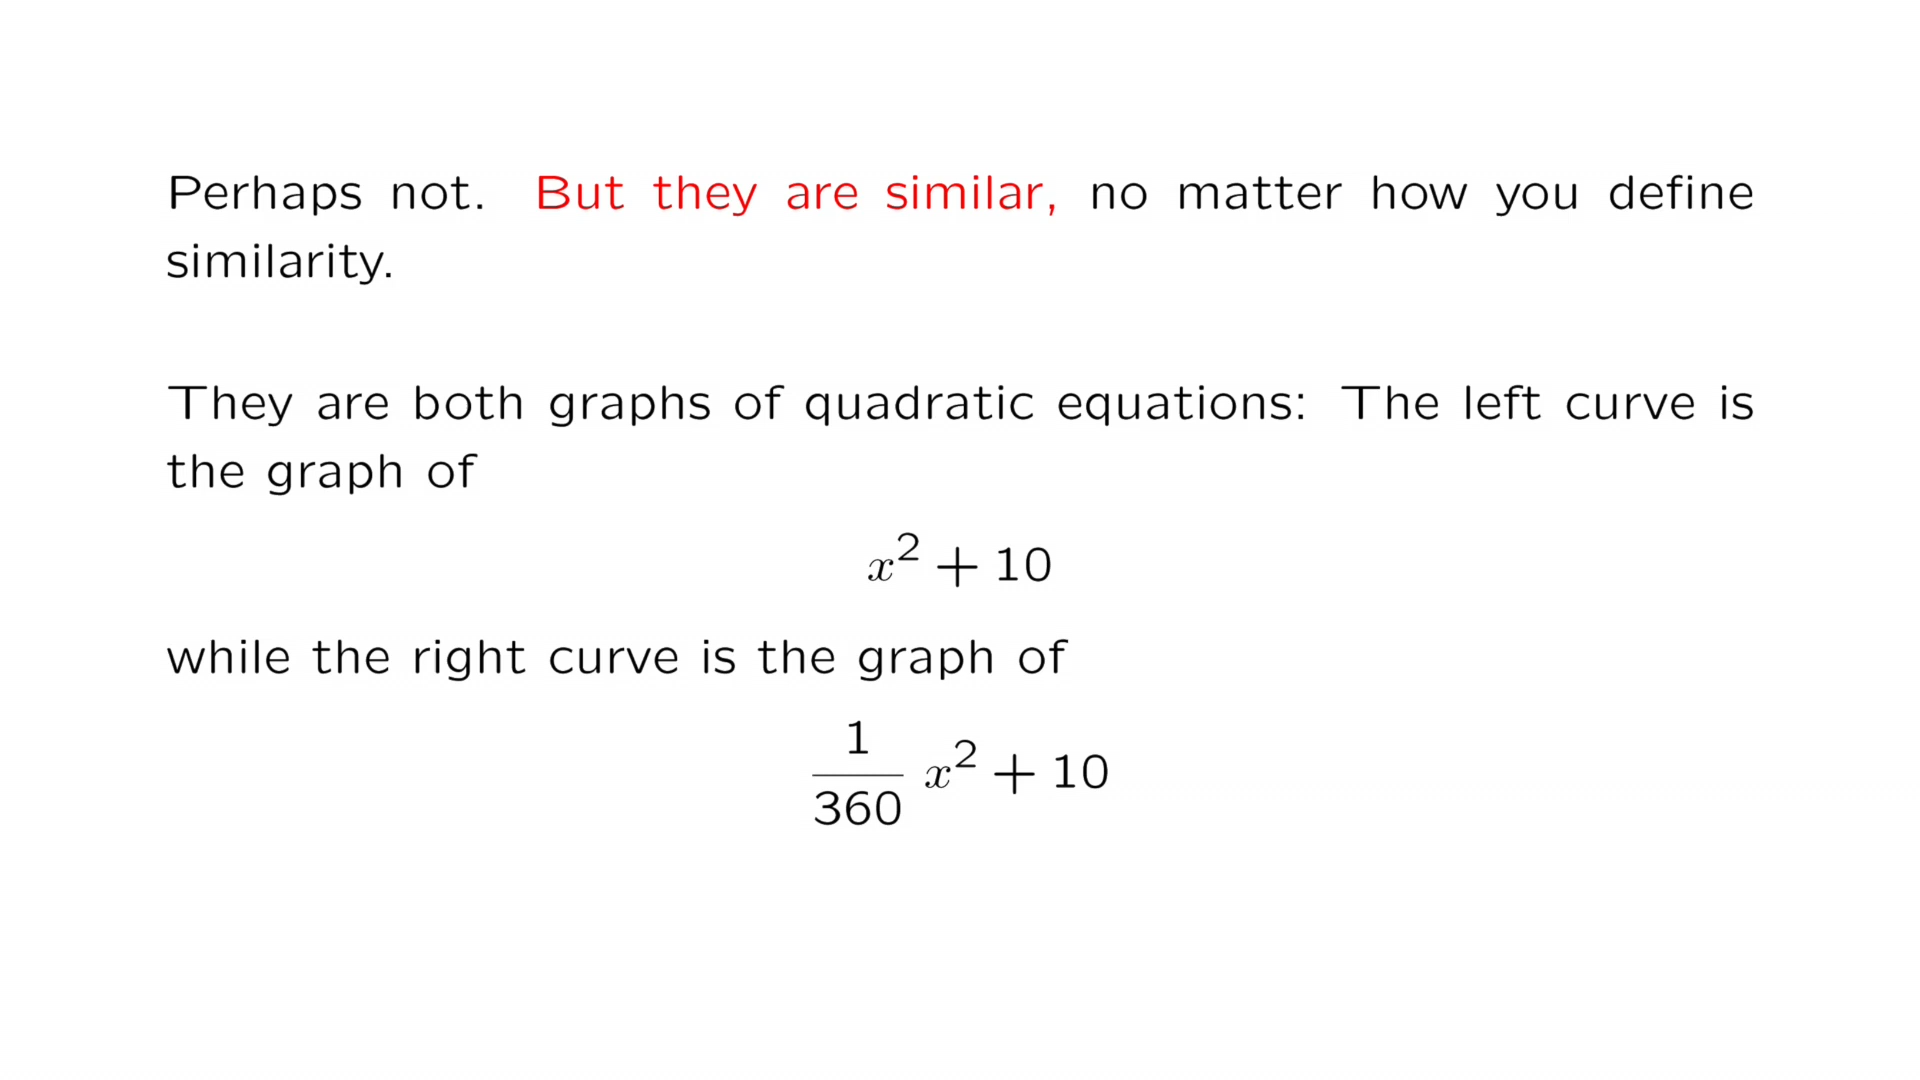 Perhaps not. But they are similar, no matter how you define
similarity.
They are both graphs of quadratic equations: The left curve is
the graph of
x² + 10
while the right curve is the graph of
1/360 x² + 10